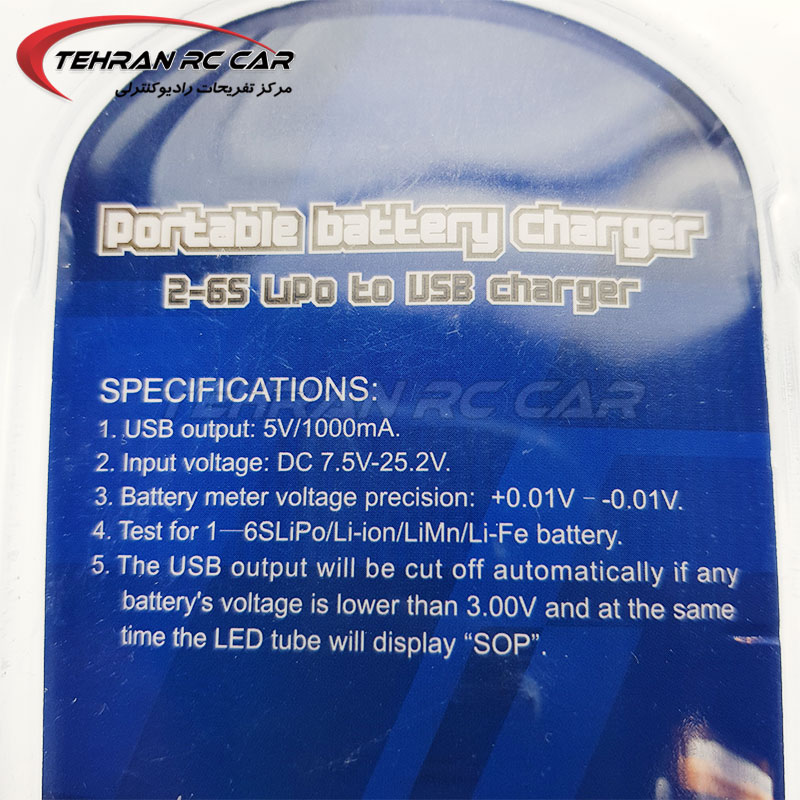 TEHRAN RC CAR
مرکز تفریحات رادیوکنترلی
Portable battery charger
2-6S LiPo to USB charger
TEHRAN RC CAR
SPECIFICATIONS:
1. USB output: 5V/1000mA.
2. Input voltage: DC 7.5V-25.2V.
3. Battery meter voltage precision: +0.01V – -0.01V.
4. Test for 1—6SLiPo/Li-ion/LiMn/Li-Fe battery.
5. The USB output will be cut off automatically if any
battery's voltage is lower than 3.00V and at the same
time the LED tube will display “SOP”.